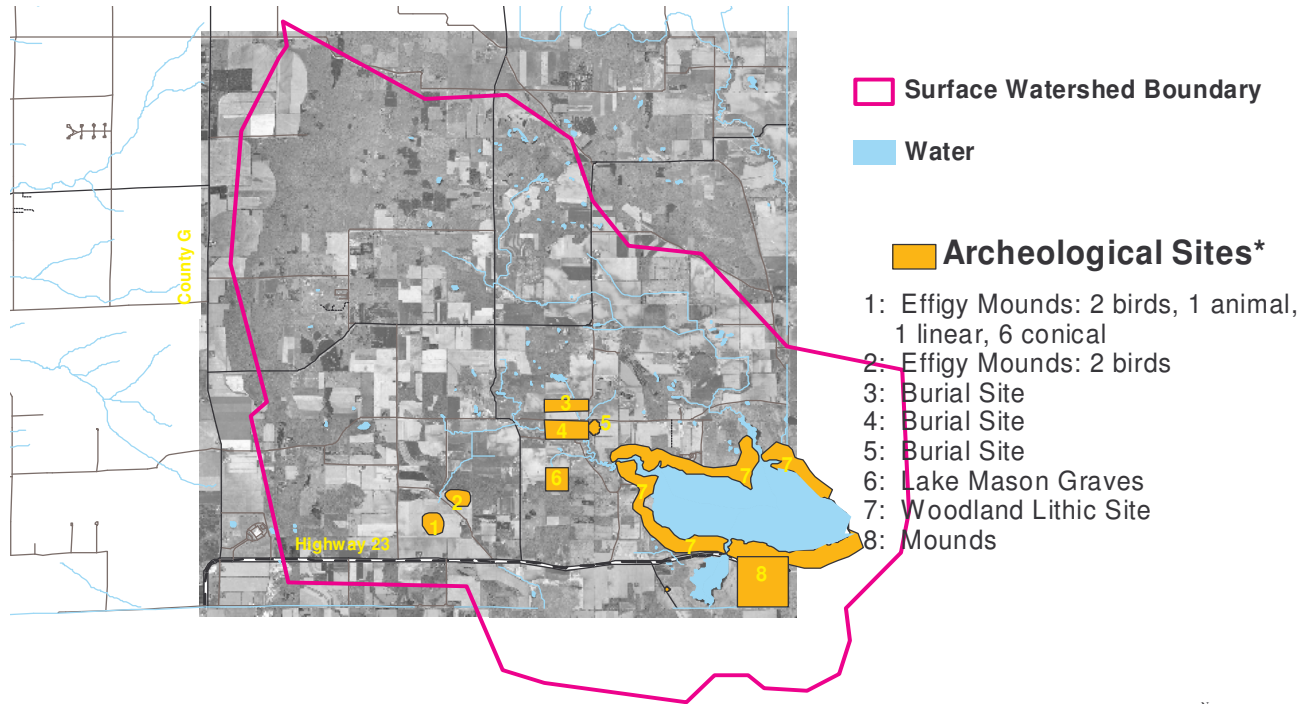 Surface Watershed Boundary
Water
Archeological Sites*
1: Effigy Mounds: 2 birds, 1 animal,
1 linear, 6 conical
2: Effigy Mounds: 2 birds
3: Burial Site
4: Burial Site
5: Burial Site
6: Lake Mason Graves
7: Woodland Lithic Site
8: Mounds
County G
3
4
5
6
7
7
7
2
1
7
Highway 23
8
N